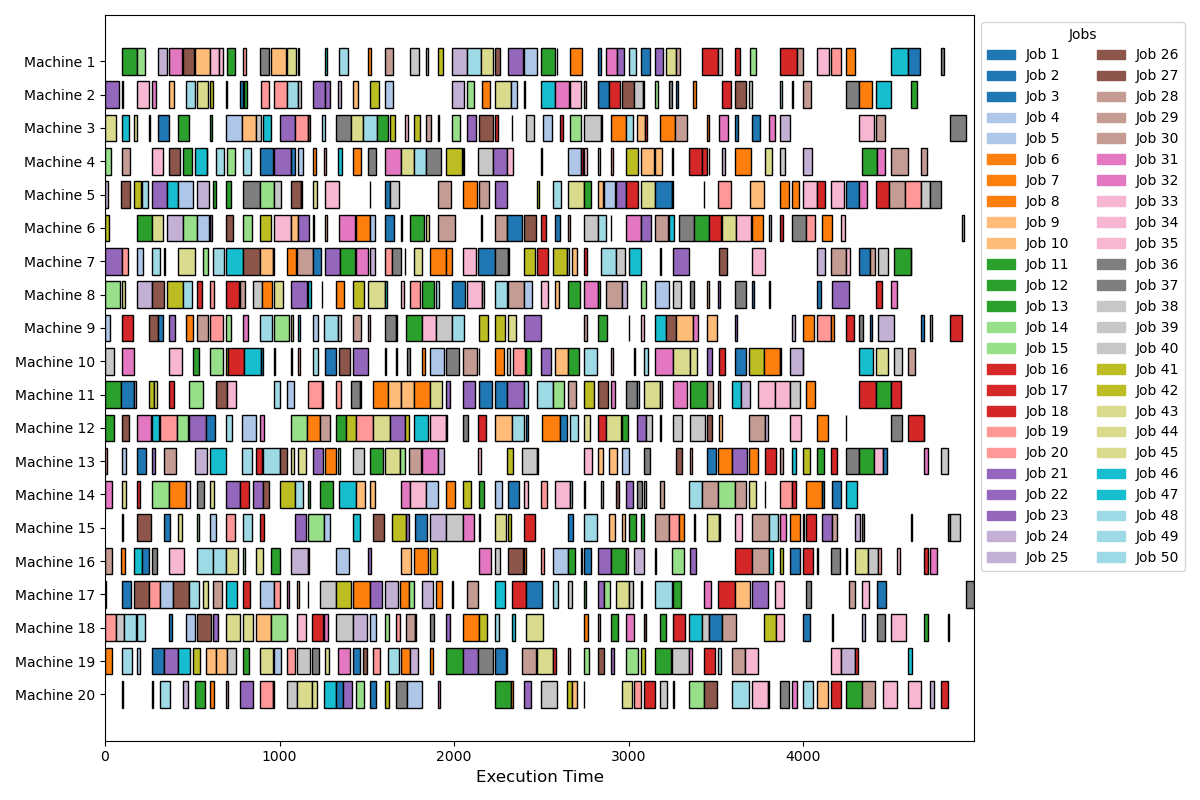 Machine 1
Machine 2
Machine 3
Machine 4
Machine 5
Machine 6
Machine 7
Machine 8
Machine 9
Machine 10
Machine 11
Machine 12
Machine 13
Machine 14
Machine 15
Machine 16
Machine 17
Machine 18
Machine 19
Machine 20
0 1000 2000 3000 4000
Execution Time
Jobs
Job 1 Job 26
Job 2 Job 27
Job 3 Job 28
Job 4 Job 29
Job 5 Job 30
Job 6 Job 31
Job 7 Job 32
Job 8 Job 33
Job 9 Job 34
Job 10 Job 35
Job 11 Job 36
Job 12 Job 37
Job 13 Job 38
Job 14 Job 39
Job 15 Job 40
Job 16 Job 41
Job 17 Job 42
Job 18 Job 43
Job 19 Job 44
Job 20 Job 45
Job 21 Job 46
Job 22 Job 47
Job 23 Job 48
Job 24 Job 49
Job 25 Job 50